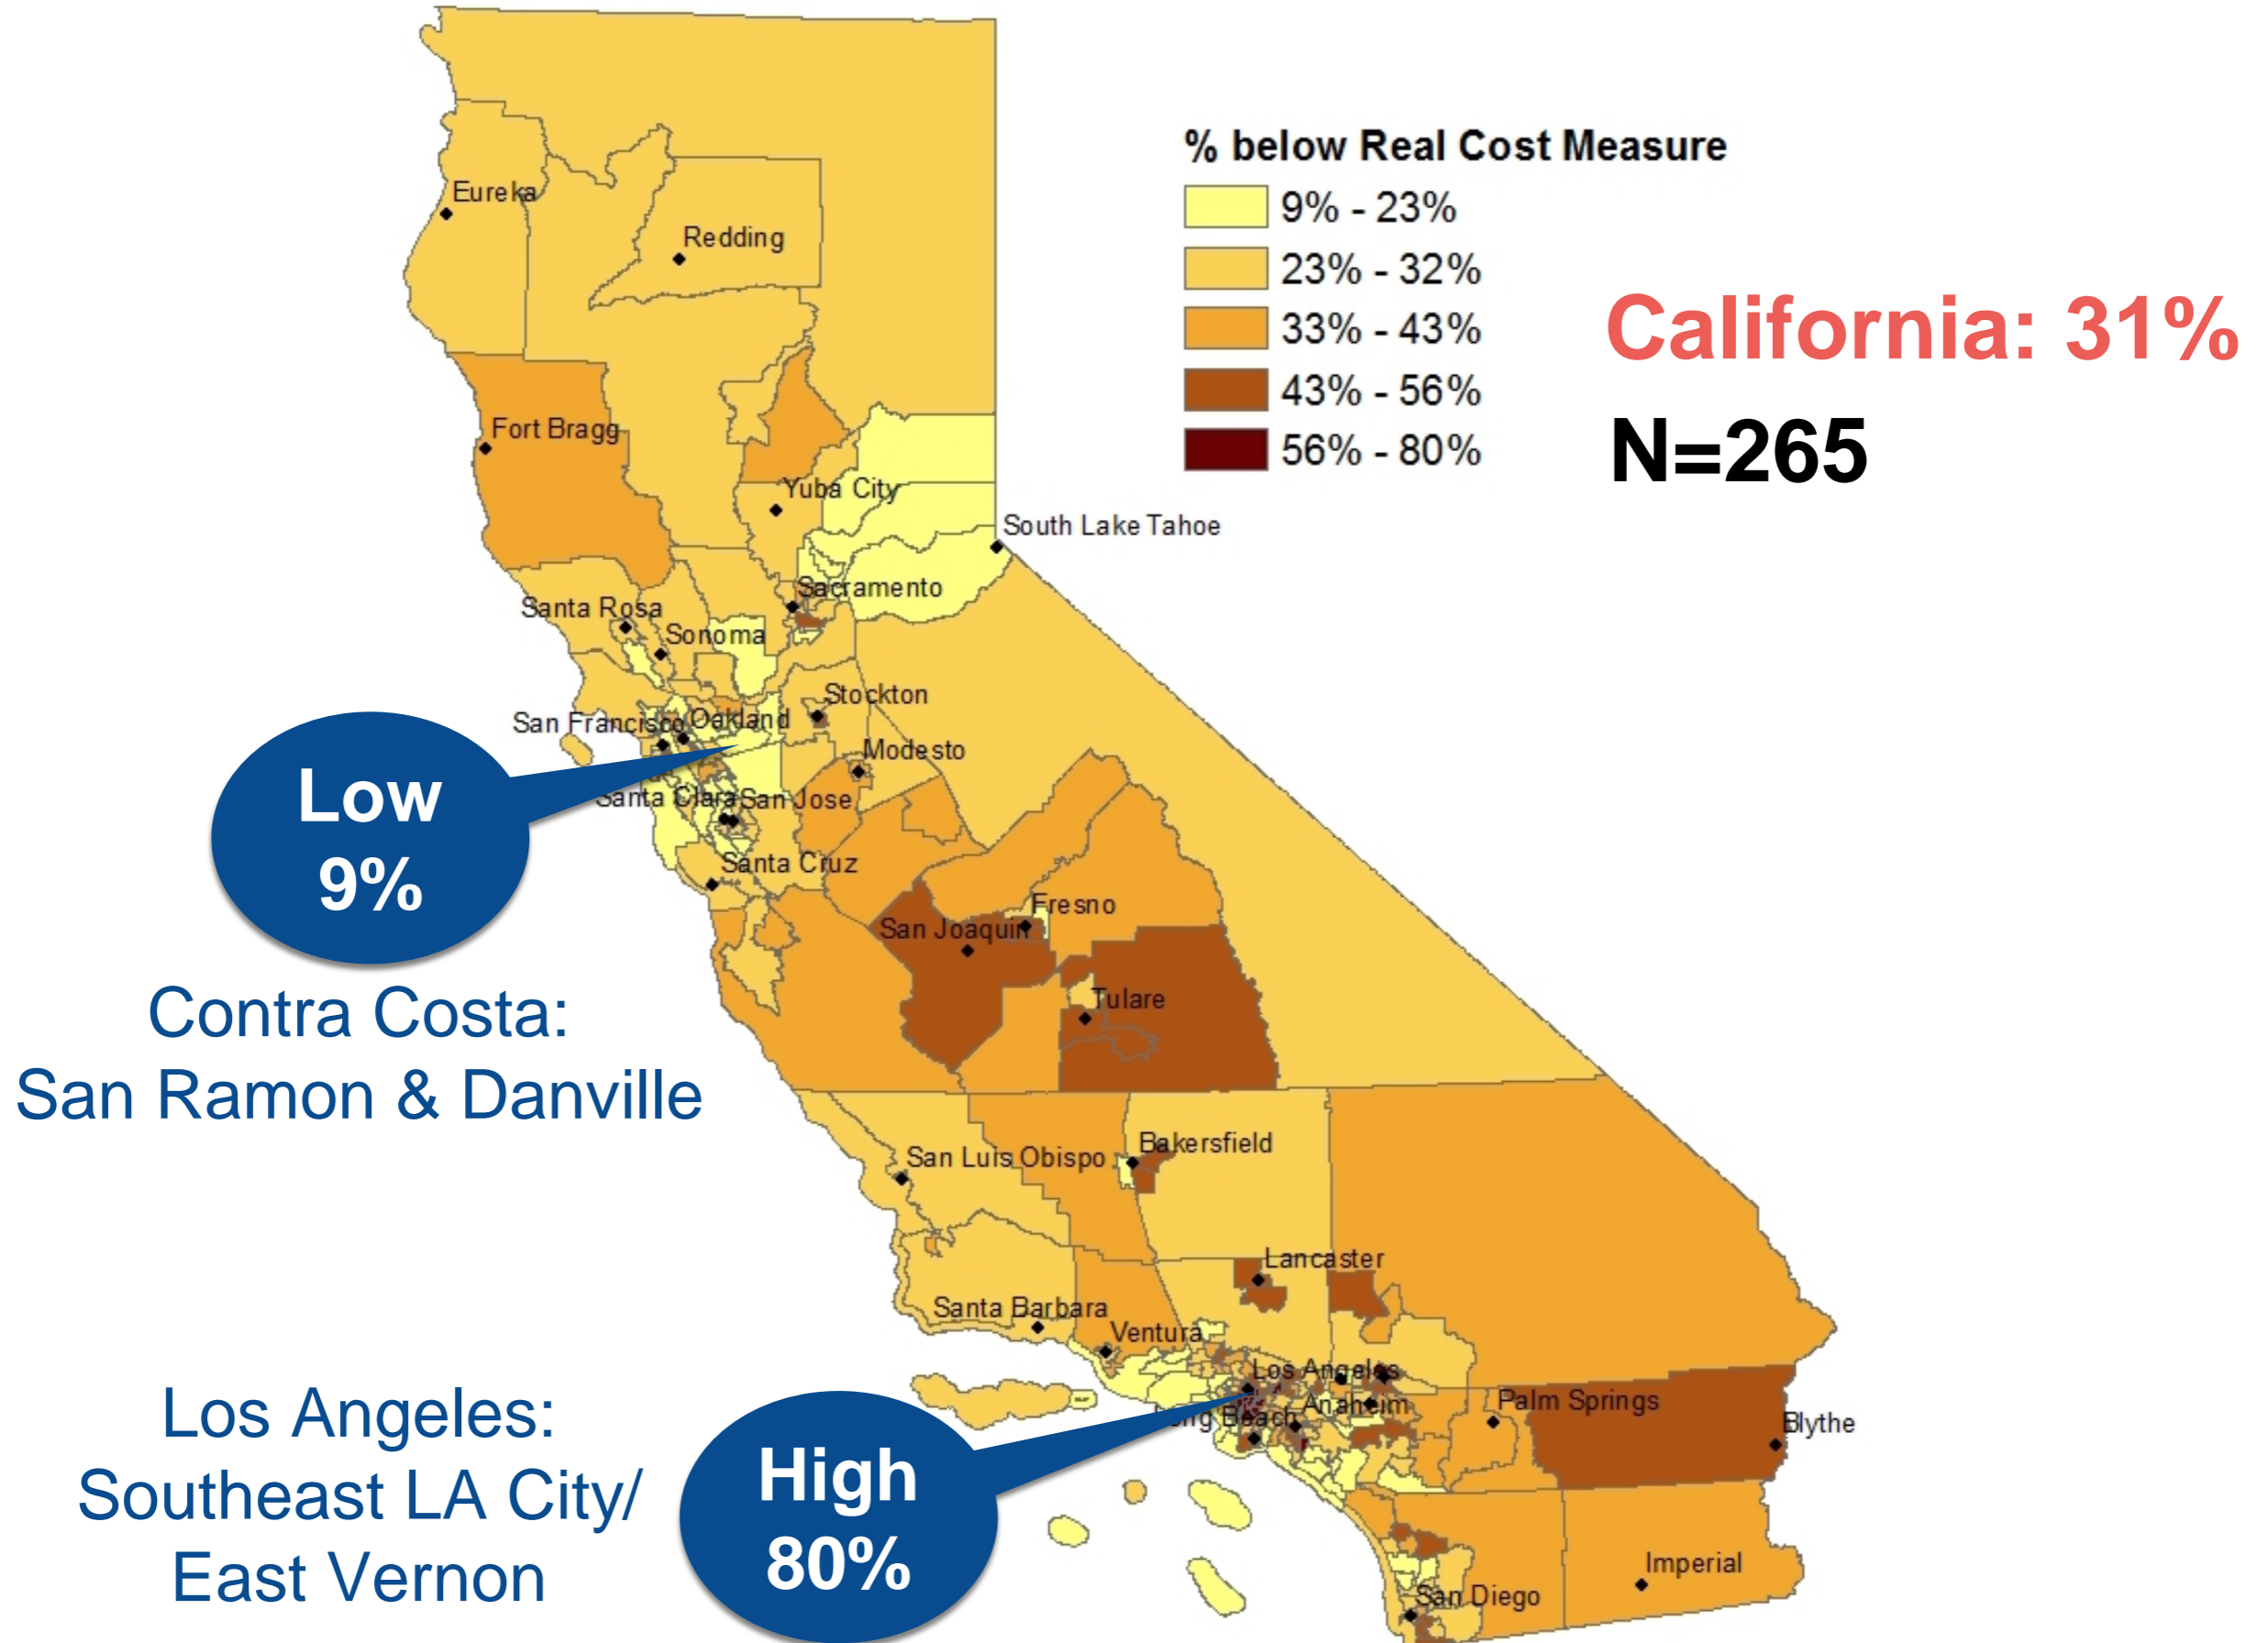 % below Real Cost Measure
9% - 23%
23% - 32%
33% - 43%
43% - 56%
56% - 80%
California: 31%
N=265
Eureka
Redding
Fort Bragg
Yuba City
South Lake Tahoe
Sacramento
Santa Rosa
Sonoma
Stockton
San Francisco
Oakland
Modesto
Santa Clara
San Jose
Santa Cruz
Low
9%
Contra Costa:
San Ramon & Danville
Fresno
San Joaquin
Tulare
Bakersfield
San Luis Obispo
Lancaster
Santa Barbara
Ventura
Los Angeles
Anaheim
Long Beach
Palm Springs
Blythe
Los Angeles:
Southeast LA City/
East Vernon
High
80%
Imperial
San Diego